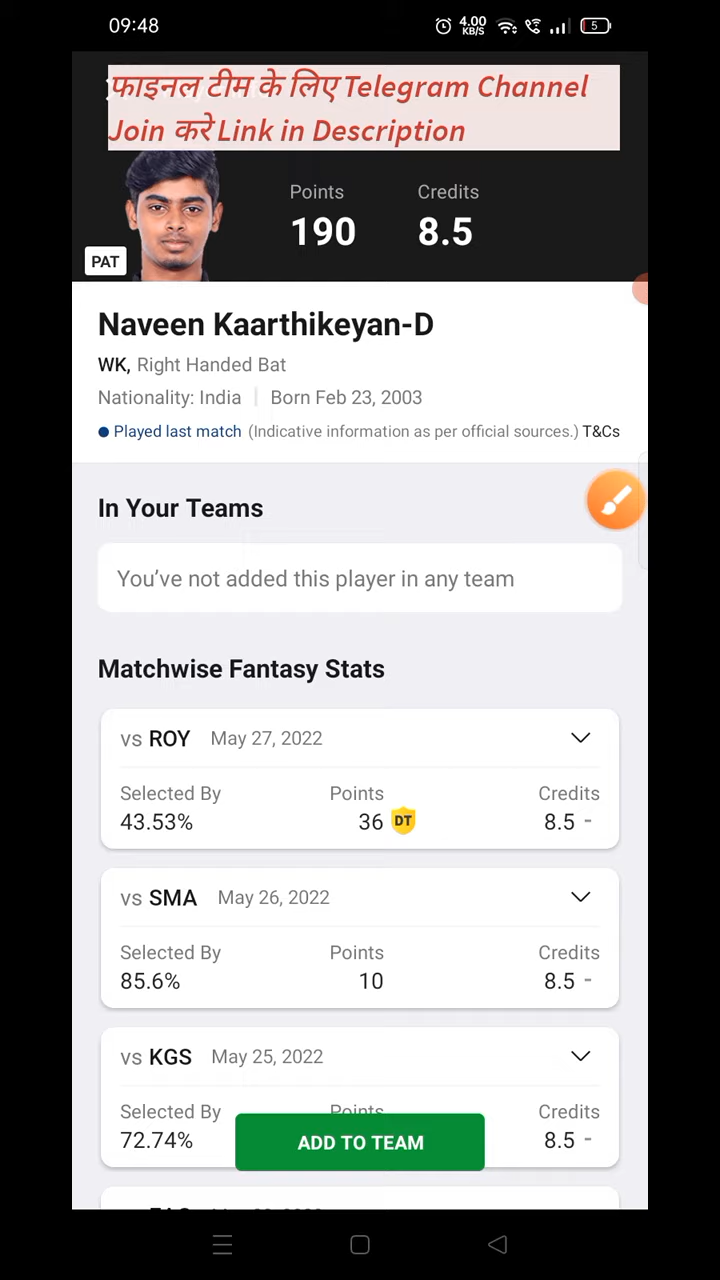 09:48
4.00
KB/S
5
फाइनल टीम के लिए Telegram Channel
Join करे Link in Description
Points
Credits
190
8.5
PAT
Naveen Kaarthikeyan-D
WK, Right Handed Bat
Nationality: India
Born Feb 23, 2003
Played last match (Indicative information as per official sources.) T&Cs
In Your Teams
You've not added this player in any team
Matchwise Fantasy Stats
vs ROY May 27, 2022
Selected By Points Credits
43.53% 36 DT 8.5 -
vs SMA May 26, 2022
Selected By Points Credits
85.6% 10 8.5 -
vs KGS May 25, 2022
Selected By Points Credits
72.74% 8.5 -
ADD TO TEAM